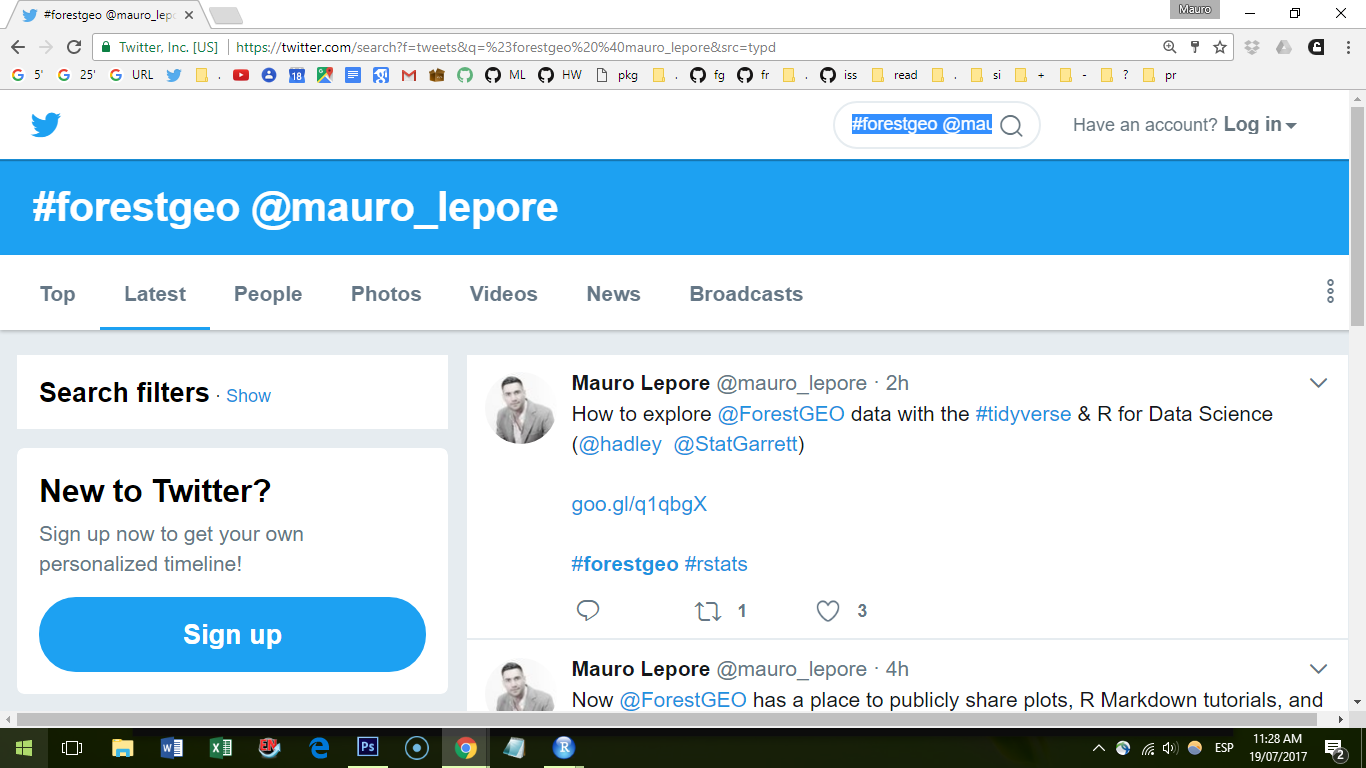 #forestgeo @mauro_lepo
Mauro
Twitter, Inc. [US] https://twitter.com/search?f=tweets&q=%23forestgeo%20%40mauro_lepore&src=typd
5' 25' URL . 18 ML HW pkg . fg fr . iss read . si + - ? pr
#forestgeo @mau
Have an account? Log in
#forestgeo @mauro_lepore
Top Latest People Photos Videos News Broadcasts
Search filters · Show
New to Twitter?
Sign up now to get your own
personalized timeline!
Sign up
Mauro Lepore @mauro_lepore · 2h
How to explore @ForestGEO data with the #tidyverse & R for Data Science
(@hadley @StatGarrett)
goo.gl/q1qbgX
#forestgeo #rstats
1 3
Mauro Lepore @mauro_lepore · 4h
Now @ForestGEO has a place to publicly share plots, R Markdown tutorials, and
Ps
R
ESP
11:28 AM
19/07/2017
2